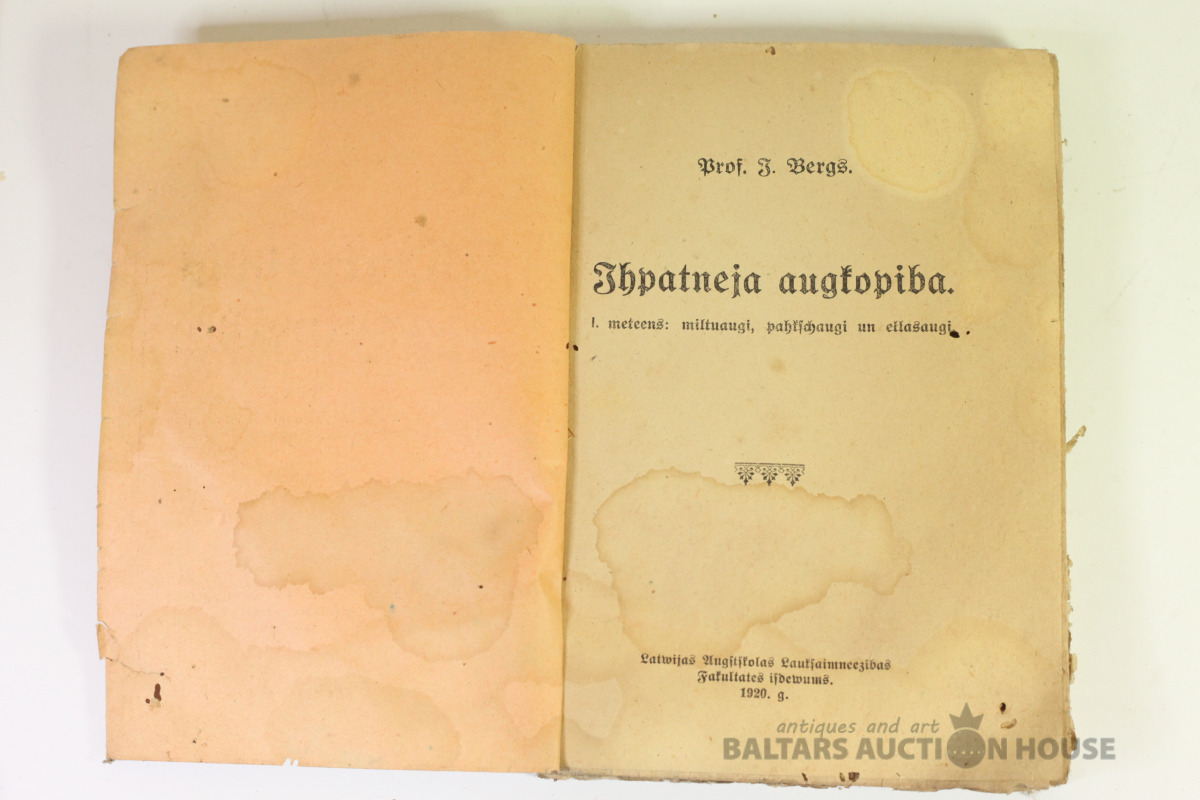 Prof. J. Bergs.
Ihpatneja augkopiba.
I. meteens: miltuaugi, pahkschaugi un ellasaugi.
Latwijas Augstskolas Lauksaimneezibas
Fakultates isdewums.
1920. g.
antiques and art
BALTARS AUCTION HOUSE